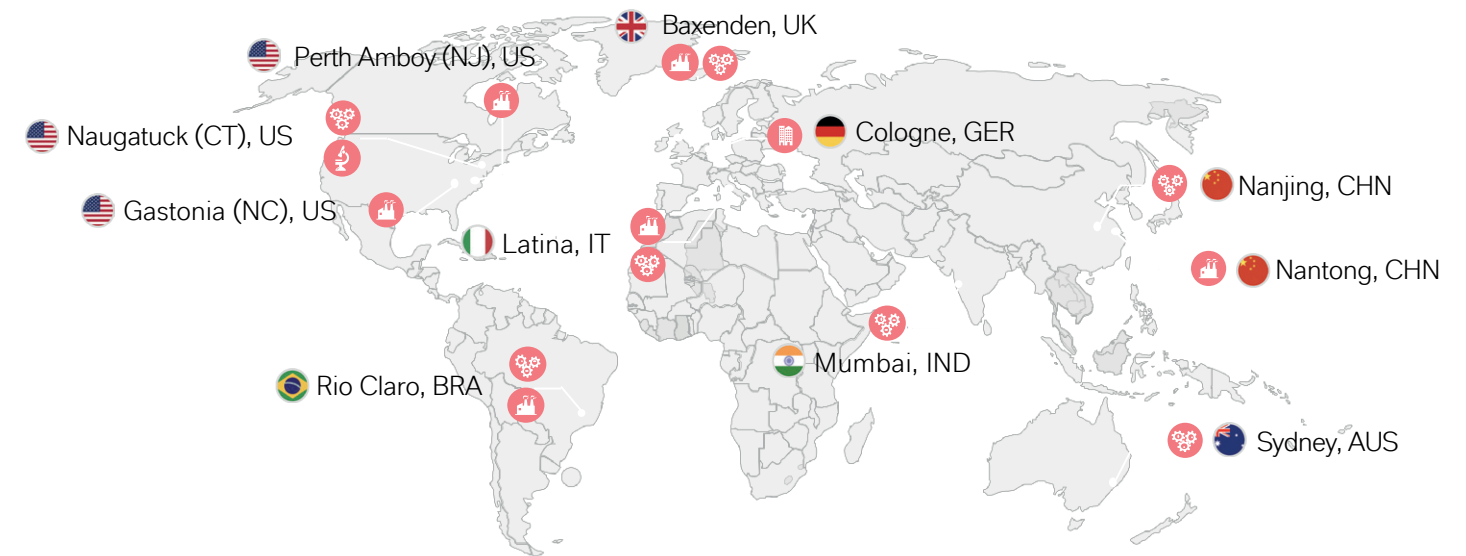 Baxenden, UK
Perth Amboy (NJ), US
Naugatuck (CT), US
Cologne, GER
Nanjing, CHN
Gastonia (NC), US
Latina, IT
Nantong, CHN
Mumbai, IND
Rio Claro, BRA
Sydney, AUS